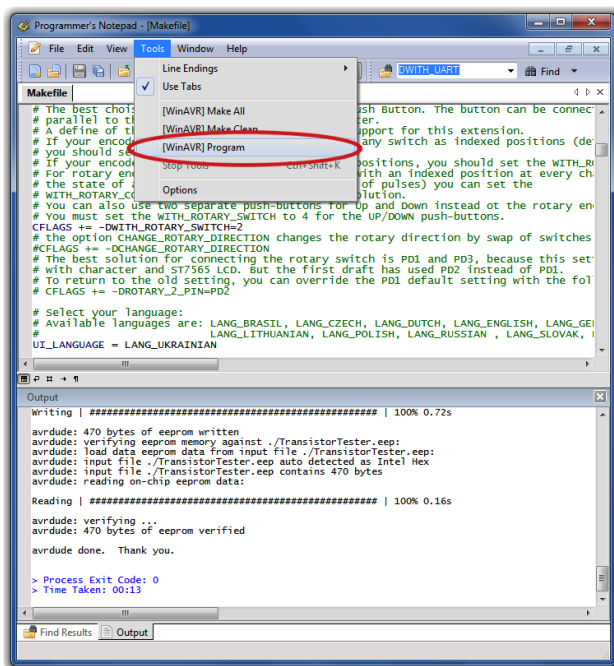 Programmer's Notepad - [Makefile]
File Edit View Tools Window Help
DWITH_UART Find
Makefile
Line Endings
Use Tabs
[WinAVR] Make All
[WinAVR] Make Clean
[WinAVR] Program
Stop Tools Ctrl+Shift+K
Options
# The best chois ush Button. The button can be connec
# parallel to th er.
# A define of th pport for this extension.
# If your encod any switch as indexed positions (de
# you should se
# If your encode positions, you should set the WITH_R
# For rotary en with an indexed position at every cha
# the state of a of pulses) you can set the
# WITH_ROTARY_CO lution.
# You can also use two separate push-buttons for Up and Down instead ot the rotary en
# You must set the WITH_ROTARY_SWITCH to 4 for the UP/DOWN push-buttons.
CFLAGS += -DWITH_ROTARY_SWITCH=2
# the option CHANGE_ROTARY_DIRECTION changes the rotary direction by swap of switches
#CFLAGS += -DCHANGE_ROTARY_DIRECTION
# The best solution for connecting the rotary switch is PD1 and PD3, because this set
# with character and ST7565 LCD. But the first draft has used PD2 instead of PD1.
# To return to the old setting, you can override the PD1 default setting with the fol
# CFLAGS += -DROTARY_2_PIN=PD2
# Select your language:
# Available languages are: LANG_BRASIL, LANG_CZECH, LANG_DUTCH, LANG_ENGLISH, LANG_GE
# LANG_LITHUANIAN, LANG_POLISH, LANG_RUSSIAN , LANG_SLOVAK,
UI_LANGUAGE = LANG_UKRAINIAN
Output
Writing | ################################################## | 100% 0.72s
avrdude: 470 bytes of eeprom written
avrdude: verifying eeprom memory against ./TransistorTester.eep:
avrdude: load data eeprom data from input file ./TransistorTester.eep:
avrdude: input file ./TransistorTester.eep auto detected as Intel Hex
avrdude: input file ./TransistorTester.eep contains 470 bytes
avrdude: reading on-chip eeprom data:
Reading | ################################################## | 100% 0.16s
avrdude: verifying ...
avrdude: 470 bytes of eeprom verified
avrdude done.  Thank you.
> Process Exit Code: 0
> Time Taken: 00:13
Find Results Output